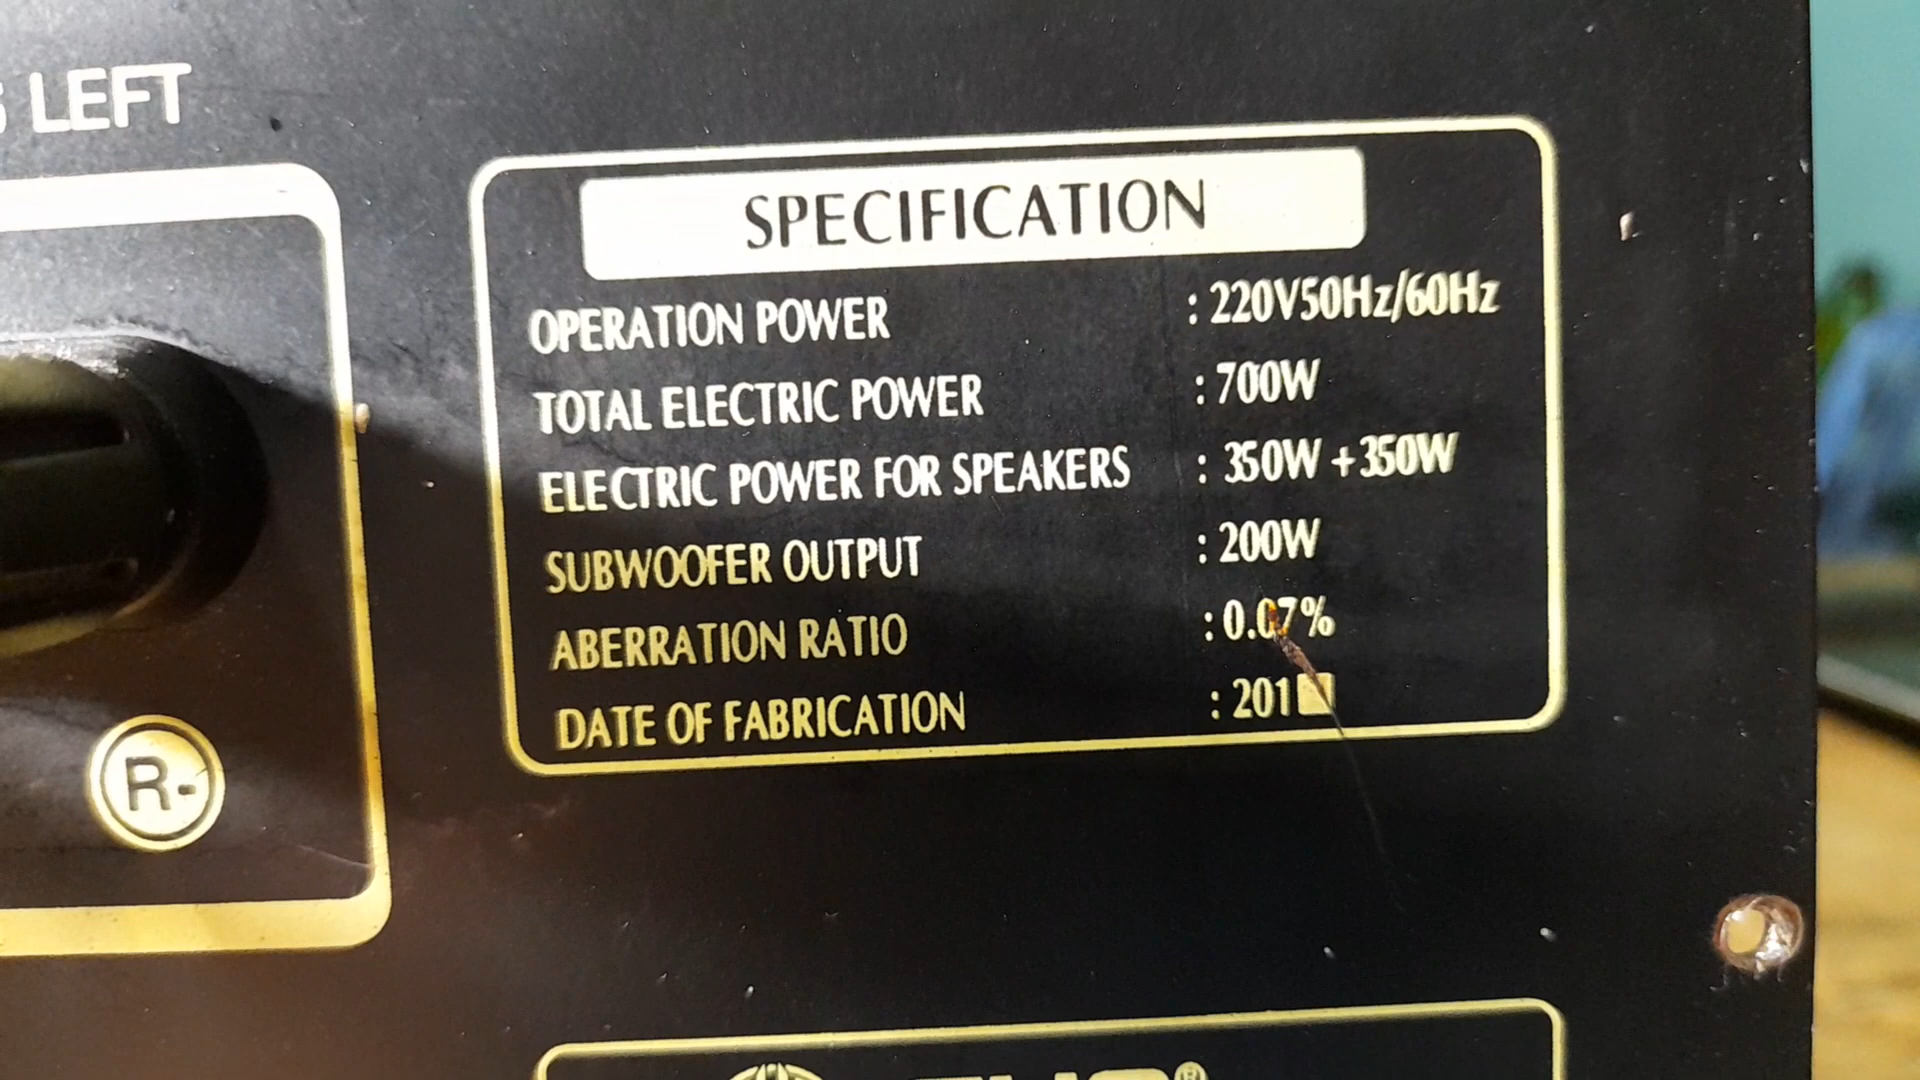 LEFT
SPECIFICATION
OPERATION POWER : 220V50Hz/60Hz
TOTAL ELECTRIC POWER : 700W
ELECTRIC POWER FOR SPEAKERS : 350W +350W
SUBWOOFER OUTPUT : 200W
ABERRATION RATIO : 0.07%
DATE OF FABRICATION : 201
R-
®